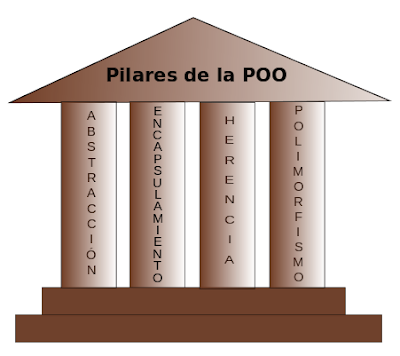 Pilares de la POO
ABSTRACCIÓN
ENCAPSULAMIENTO
HERENCIA
POLIMORFISMO